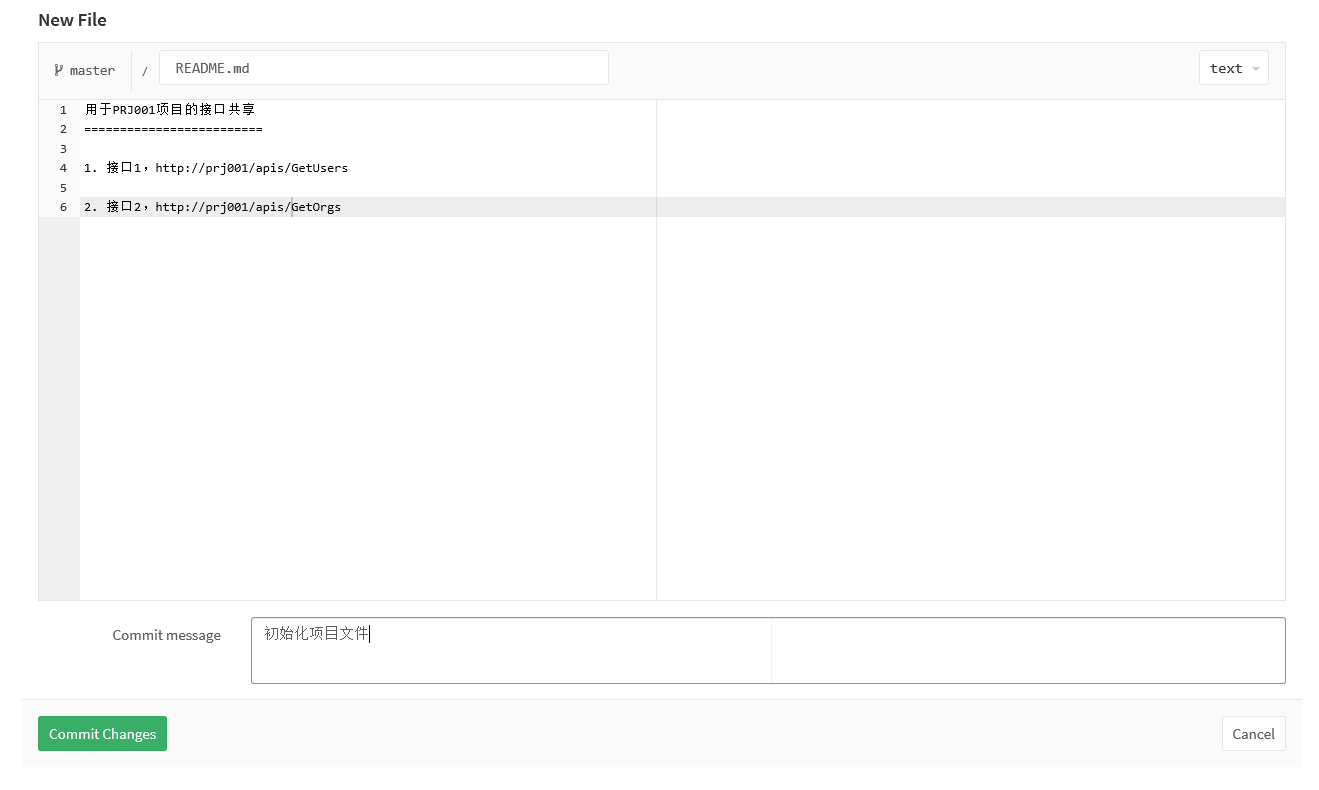 New File
master / README.md text
1 用于PRJ001项目的接口共享
2 =========================
3
4 1. 接口1，http://prj001/apis/GetUsers
5
6 2. 接口2，http://prj001/apis/GetOrgs
Commit message 初始化项目文件
Commit Changes Cancel